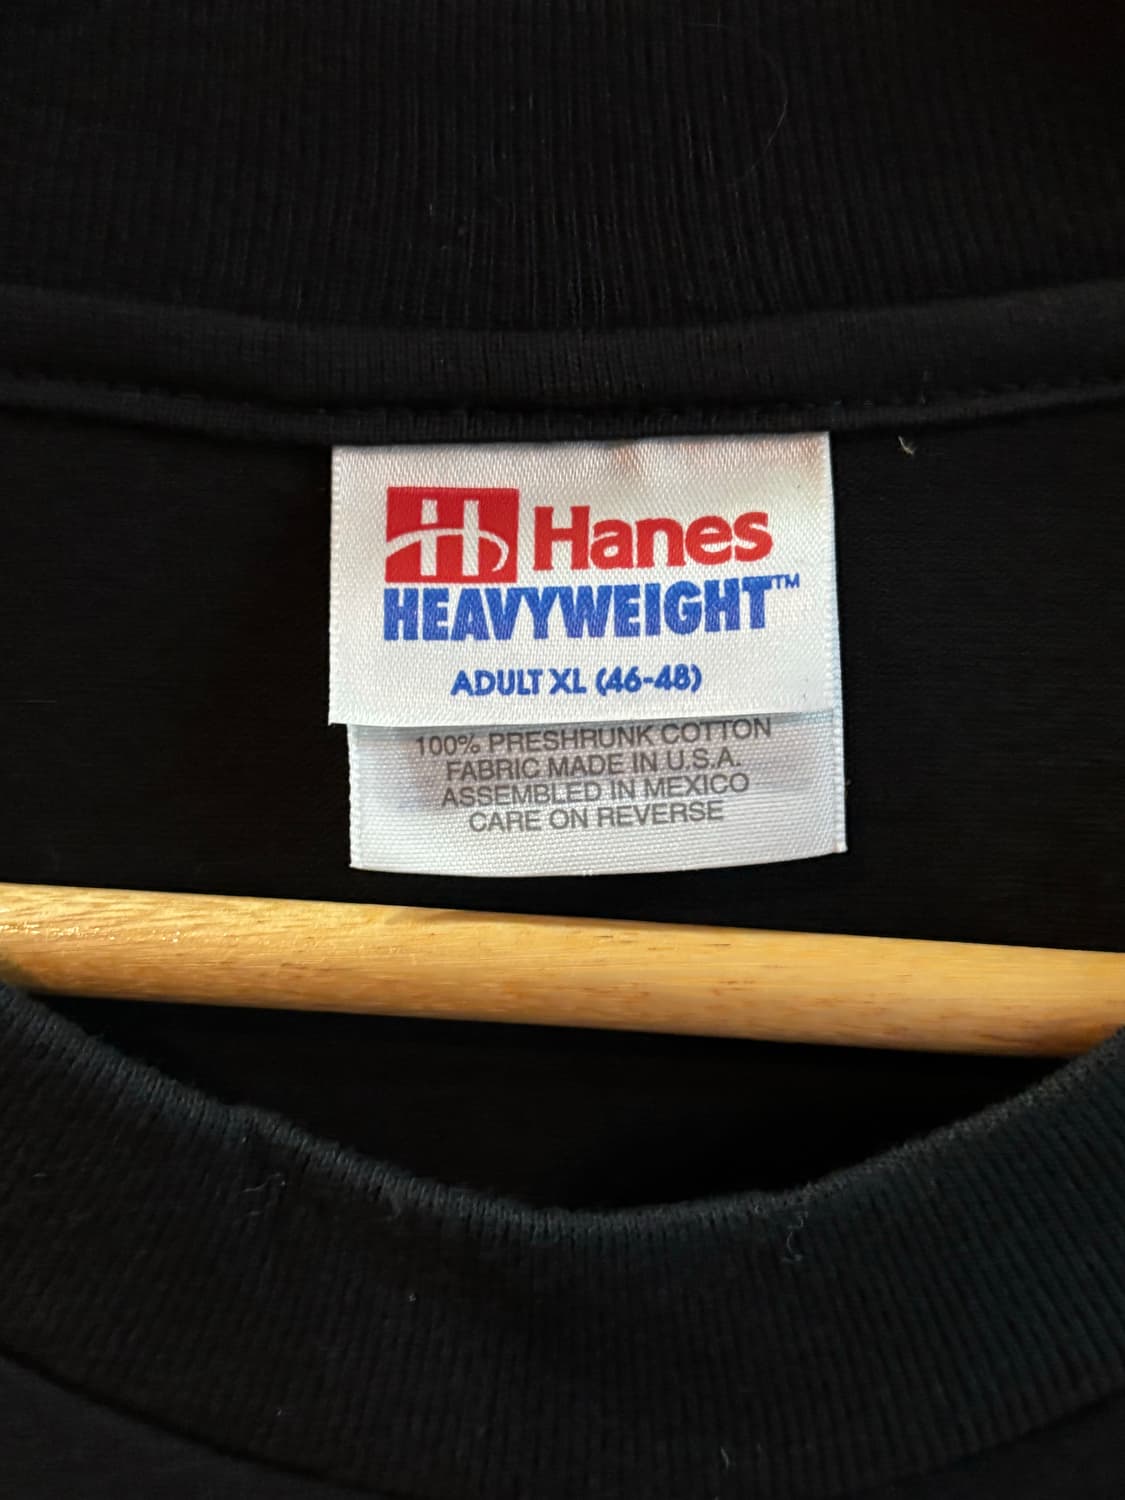 Hanes
HEAVYWEIGHT™
ADULT XL (46-48)
100% PRESHRUNK COTTON
FABRIC MADE IN U.S.A.
ASSEMBLED IN MEXICO
CARE ON REVERSE